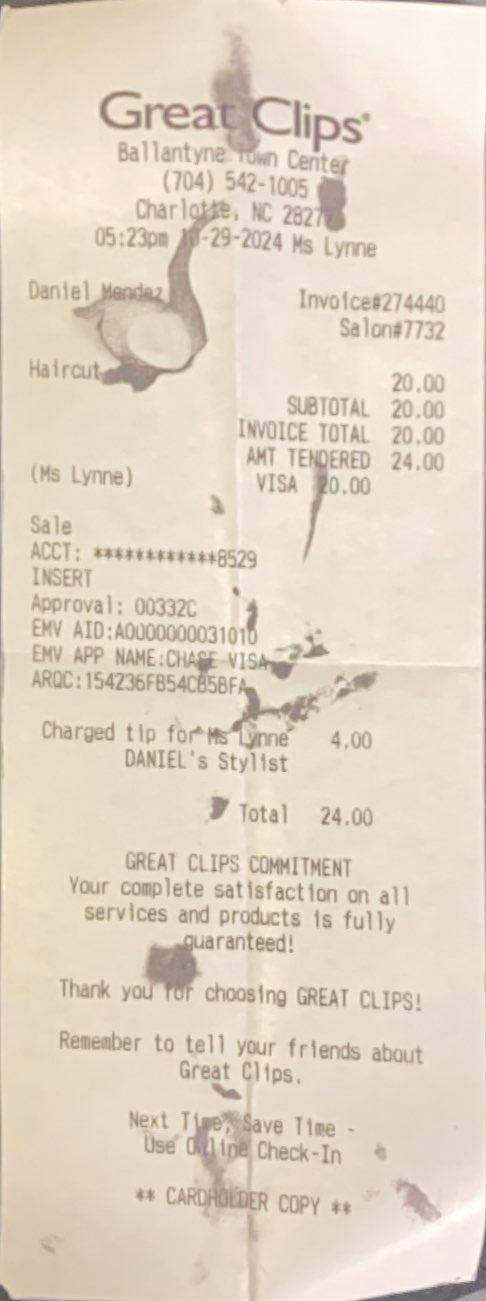 Great Clips®
Ballantyne Town Center
(704) 542-1005
Charlotte, NC
05:23pm Ms Lynne
Daniel Mendez
Invoice#274440
Salon#7732
Haircut
20.00
SUBTOTAL 20.00
INVOICE TOTAL 20.00
AMT TENDERED 24.00
(Ms Lynne)
VISA 20.00
Sale
ACCT: ************8529
INSERT
Approval: 00332C
EMV AID:A0000000031010
EMV APP NAME:CHASE VISA
ARQC:154236FB54CB5BFA
Charged tip for Ms Lynne 4.00
DANIEL's Stylist
Total 24.00
GREAT CLIPS COMMITMENT
Your complete satisfaction on all
services and products is fully
guaranteed!
Thank you for choosing GREAT CLIPS!
Remember to tell your friends about
Great Clips.
Next Time, Save Time -
Use Online Check-In
** CARDHOLDER COPY **